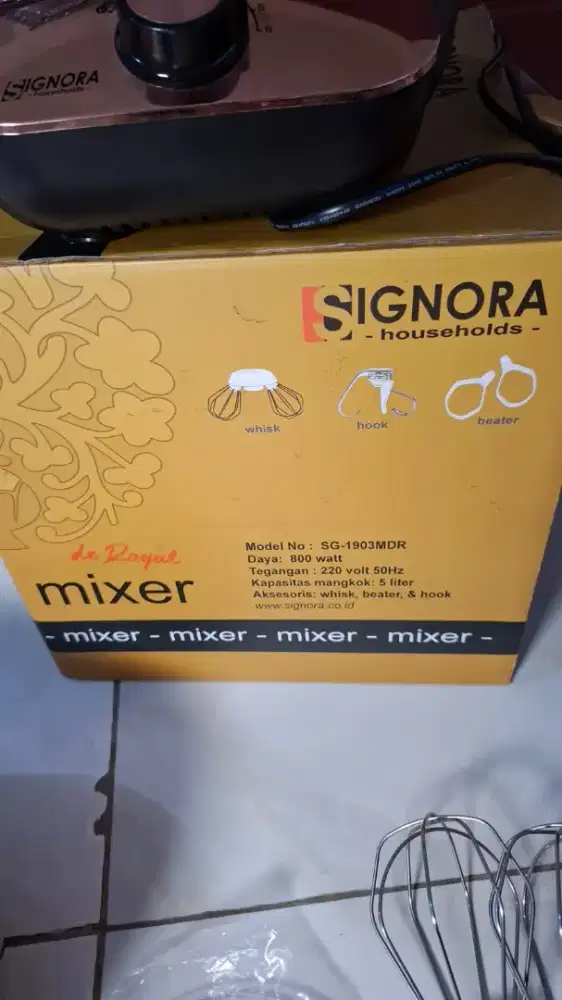 SIGNORA
- households -
SIGNORA
- households -
whisk
hook
beater
de Royal
mixer
Model No : SG-1903MDR
Daya: 800 watt
Tegangan : 220 volt 50Hz
Kapasitas mangkok: 5 liter
Aksesoris: whisk, beater, & hook
www.signora.co.id
- mixer - mixer - mixer - mixer -